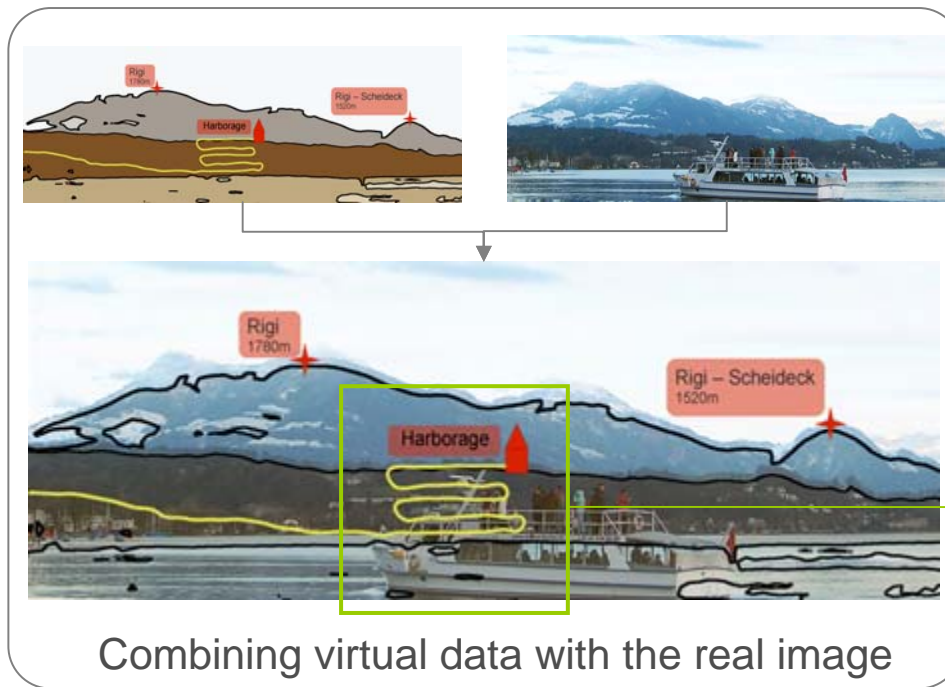 Rigi
1780m
Rigi – Scheideck
1520m
Harborage
Rigi
1780m
Rigi – Scheideck
1520m
Harborage
Combining virtual data with the real image